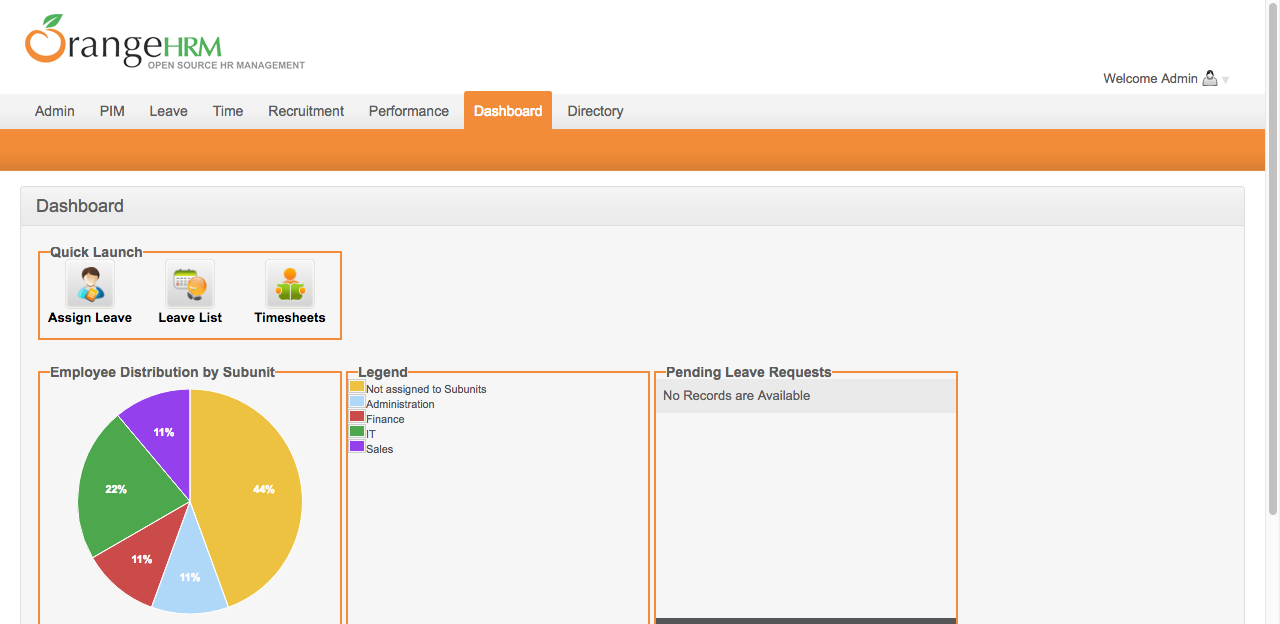 OrangeHRM
OPEN SOURCE HR MANAGEMENT
Welcome Admin
Admin PIM Leave Time Recruitment Performance Dashboard Directory
Dashboard
Quick Launch
Assign Leave Leave List Timesheets
Employee Distribution by Subunit
11%
44%
22%
11%
11%
Legend
Not assigned to Subunits
Administration
Finance
IT
Sales
Pending Leave Requests
No Records are Available